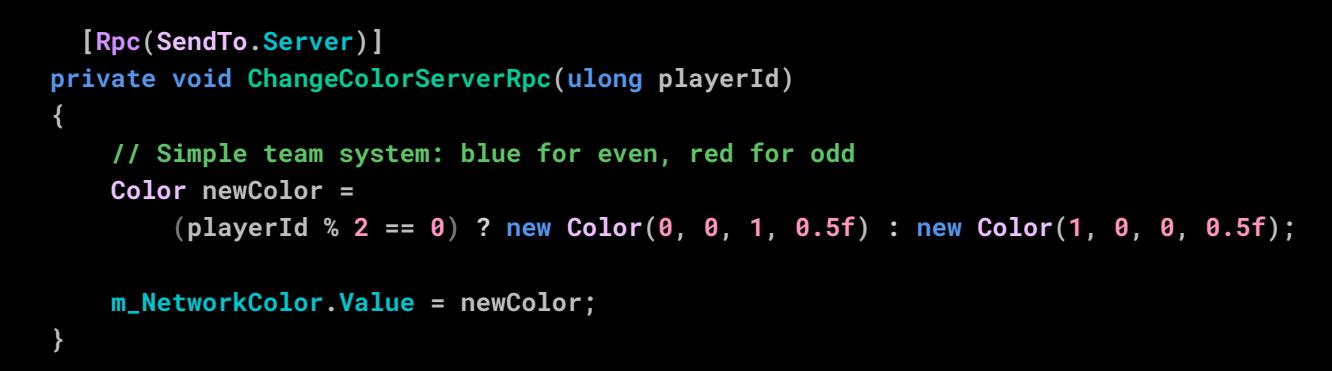 [Rpc(SendTo.Server)]
private void ChangeColorServerRpc(ulong playerId)
{
// Simple team system: blue for even, red for odd
Color newColor =
(playerId % 2 == 0) ? new Color(0, 0, 1, 0.5f) : new Color(1, 0, 0, 0.5f);
m_NetworkColor.Value = newColor;
}